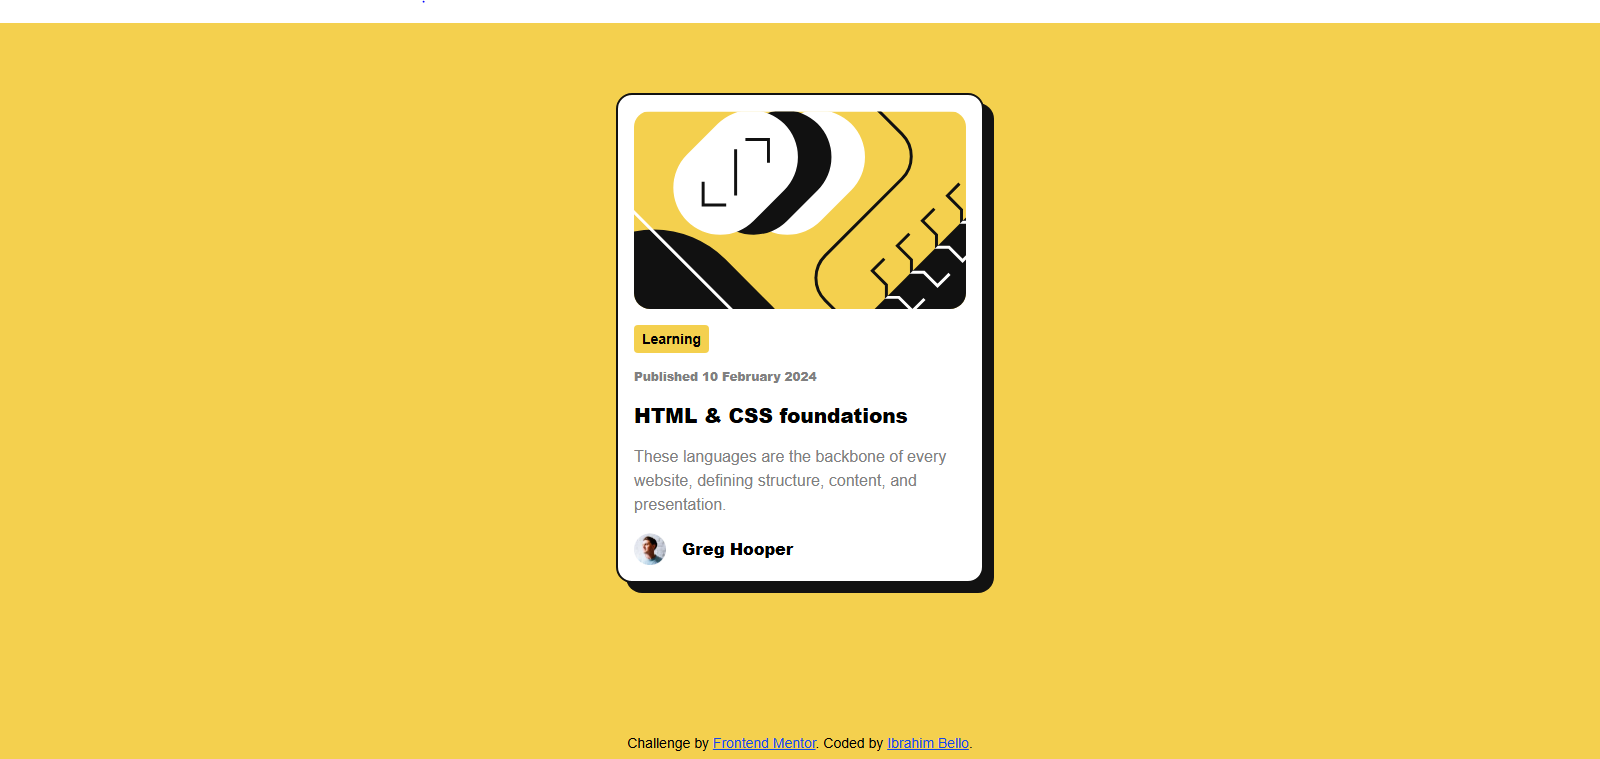 Learning
Published 10 February 2024
HTML & CSS foundations
These languages are the backbone of every
website, defining structure, content, and
presentation.
Greg Hooper
Challenge by Frontend Mentor. Coded by Ibrahim Bello.